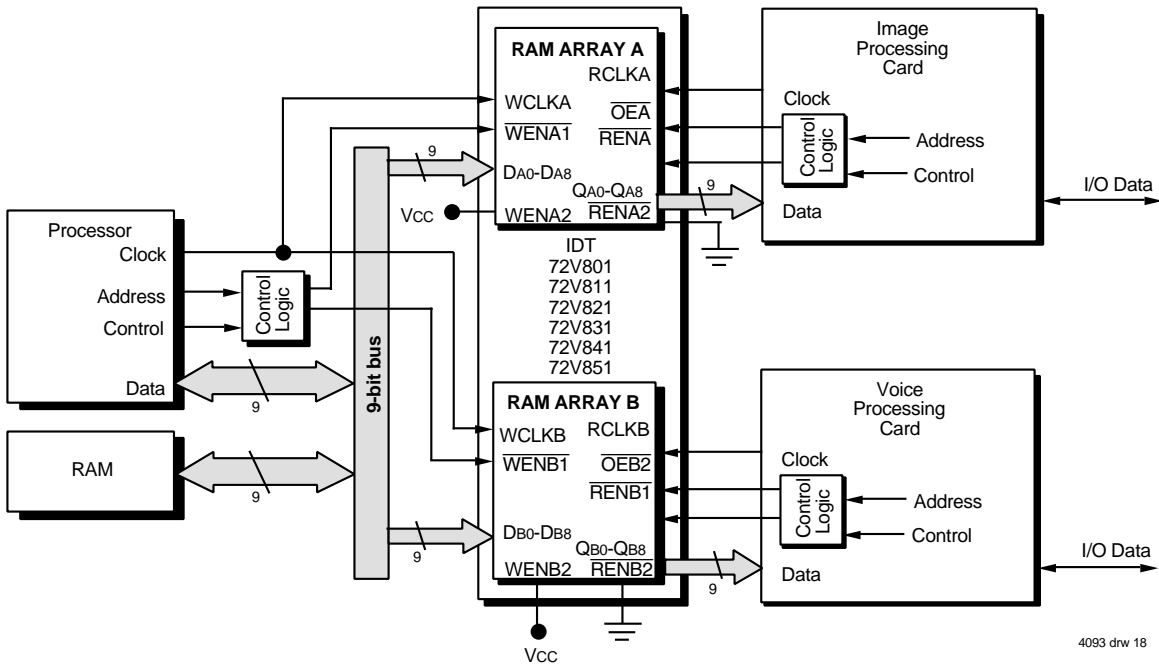 RAM ARRAY A
RCLKA
WCLKA
OEA
WENA1
RENA
DA0-DA8
QA0-QA8
WENA2
RENA2
9
9
VCC
Image
Processing
Card
Clock
Control
Logic
Address
Control
Data
I/O Data
Processor
Clock
Address
Control
Data
Control
Logic
9
RAM
9
9-bit bus
IDT
72V801
72V811
72V821
72V831
72V841
72V851
RAM ARRAY B
WCLKB
RCLKB
WENB1
OEB2
RENB1
DB0-DB8
QB0-QB8
WENB2
RENB2
9
9
VCC
Voice
Processing
Card
Clock
Control
Logic
Address
Control
Data
I/O Data
4093 drw 18